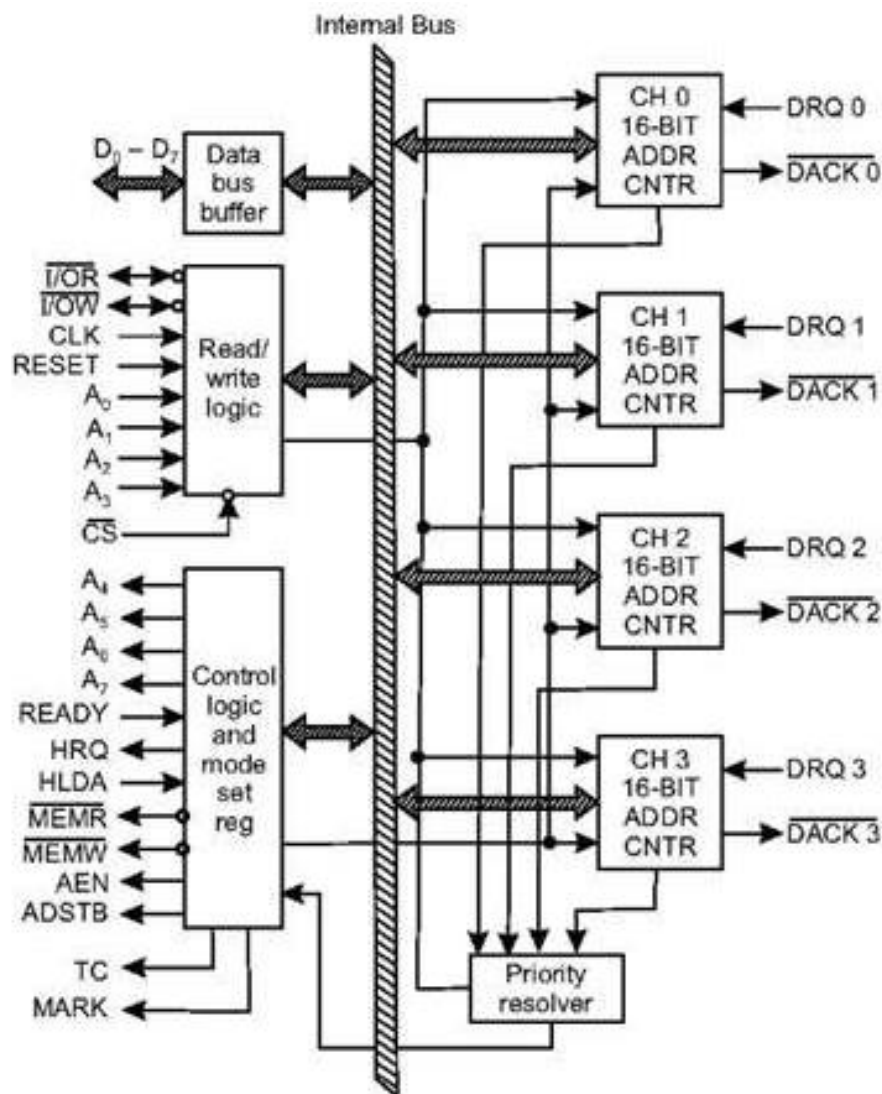 Internal Bus
D₀ – D₇
Data
bus
buffer
I/OR
I/OW
CLK
RESET
A₀
A₁
A₂
A₃
CS
Read/
write
logic
A₄
A₅
A₆
A₇
READY
HRQ
HLDA
MEMR
MEMW
AEN
ADSTB
TC
MARK
Control
logic
and
mode
set
reg
CH 0
16-BIT
ADDR
CNTR
DRQ 0
DACK 0
CH 1
16-BIT
ADDR
CNTR
DRQ 1
DACK 1
CH 2
16-BIT
ADDR
CNTR
DRQ 2
DACK 2
CH 3
16-BIT
ADDR
CNTR
DRQ 3
DACK 3
Priority
resolver